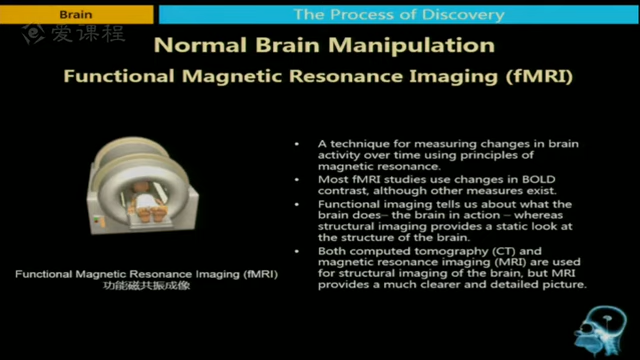 Brain
The Process of Discovery
爱课程
Normal Brain Manipulation
Functional Magnetic Resonance Imaging (fMRI)
• A technique for measuring changes in brain
activity over time using principles of
magnetic resonance.
• Most fMRI studies use changes in BOLD
contrast, although other measures exist.
• Functional imaging tells us about what the
brain does– the brain in action – whereas
structural imaging provides a static look at
the structure of the brain.
• Both computed tomography (CT) and
magnetic resonance imaging (MRI) are used
for structural imaging of the brain, but MRI
provides a much clearer and detailed picture.
Functional Magnetic Resonance Imaging (fMRI)
功能磁共振成像